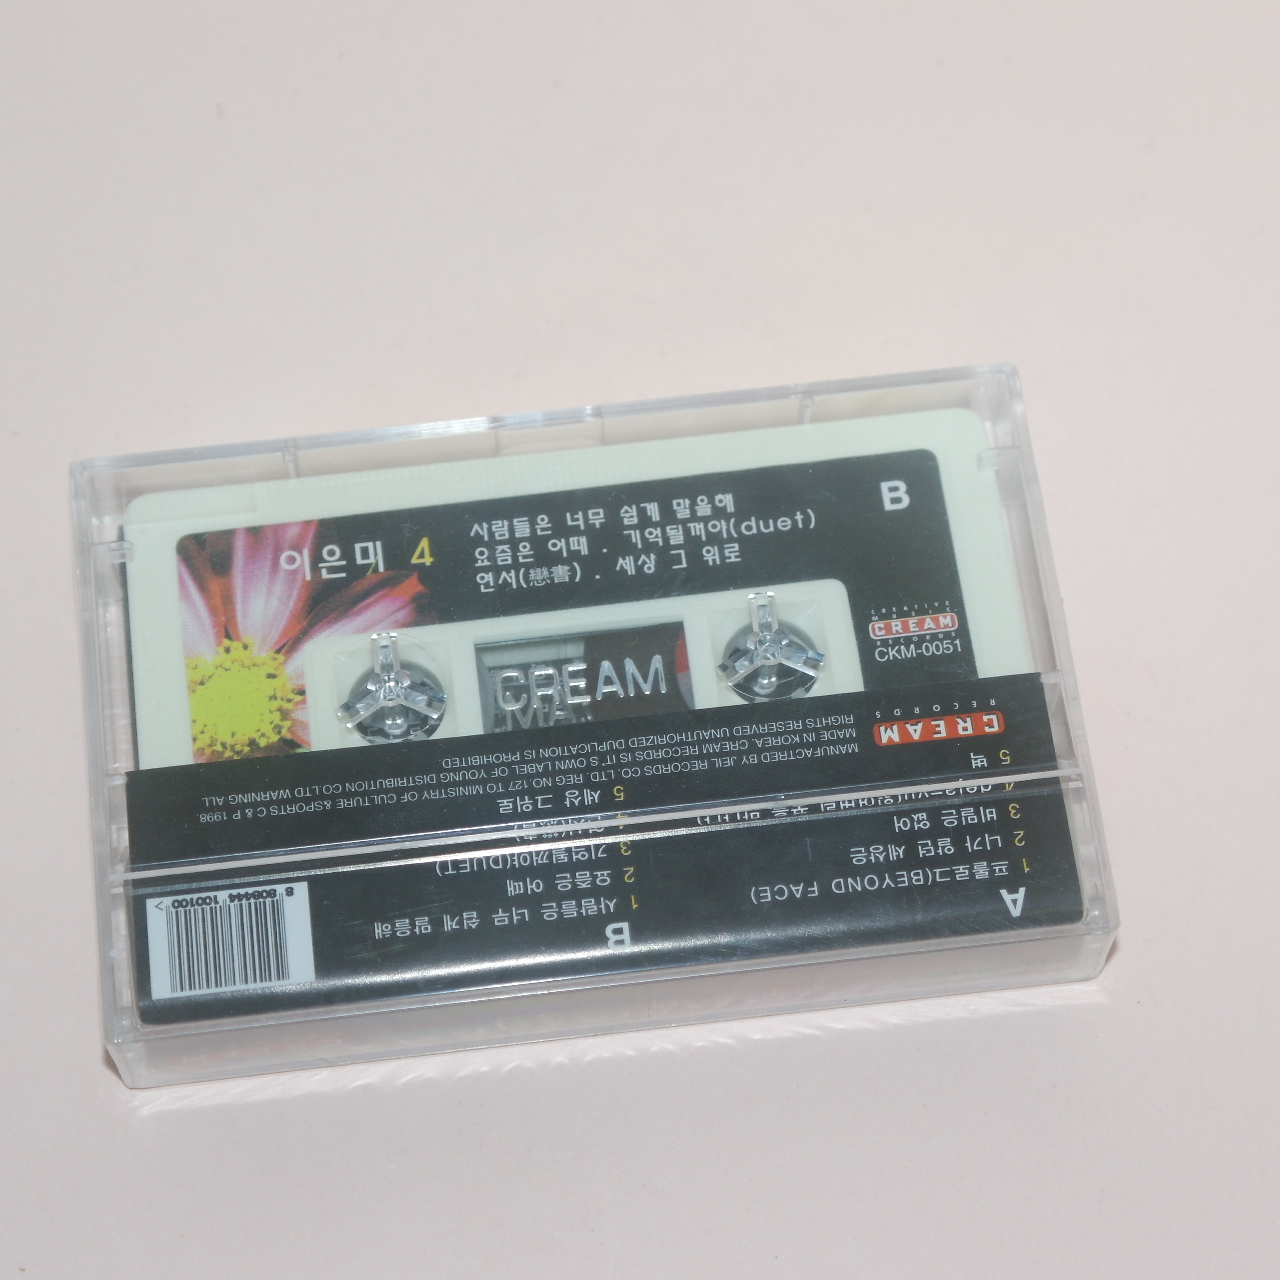 이은미 4
사람들은 너무 쉽게 말을해
요즘은 어때 . 기억될꺼야(duet)
연서(戀書) . 세상 그 위로
B
CREATIVE
MUSIC
CREAM
RECORDS
CKM-0051
CREAM
A
1 프롤로그(BEYOND FACE)
2 니가 알던 세상은
3 비밀은 없어
5 벽
B
1 사람들은 너무 쉽게 말을해
2 요즘은 어때
3 기억될꺼야(DUET)
5 세상 그위로
CREAM
RECORDS
MANUFACTRED BY JEIL RECORDS CO. LTD. REG NO.127 TO MINISTRY OF CULTURE &SPORTS C & P 1998.
MADE IN KOREA. CREAM RECORDS IS IT'S OWN LABEL OF YOUNG DISTRIBUTION CO.LTD WARNING ALL
RIGHTS RESERVED UNAUTHORIZED DUPLICATION IS PROHIBITED.
8 808444 100100 >